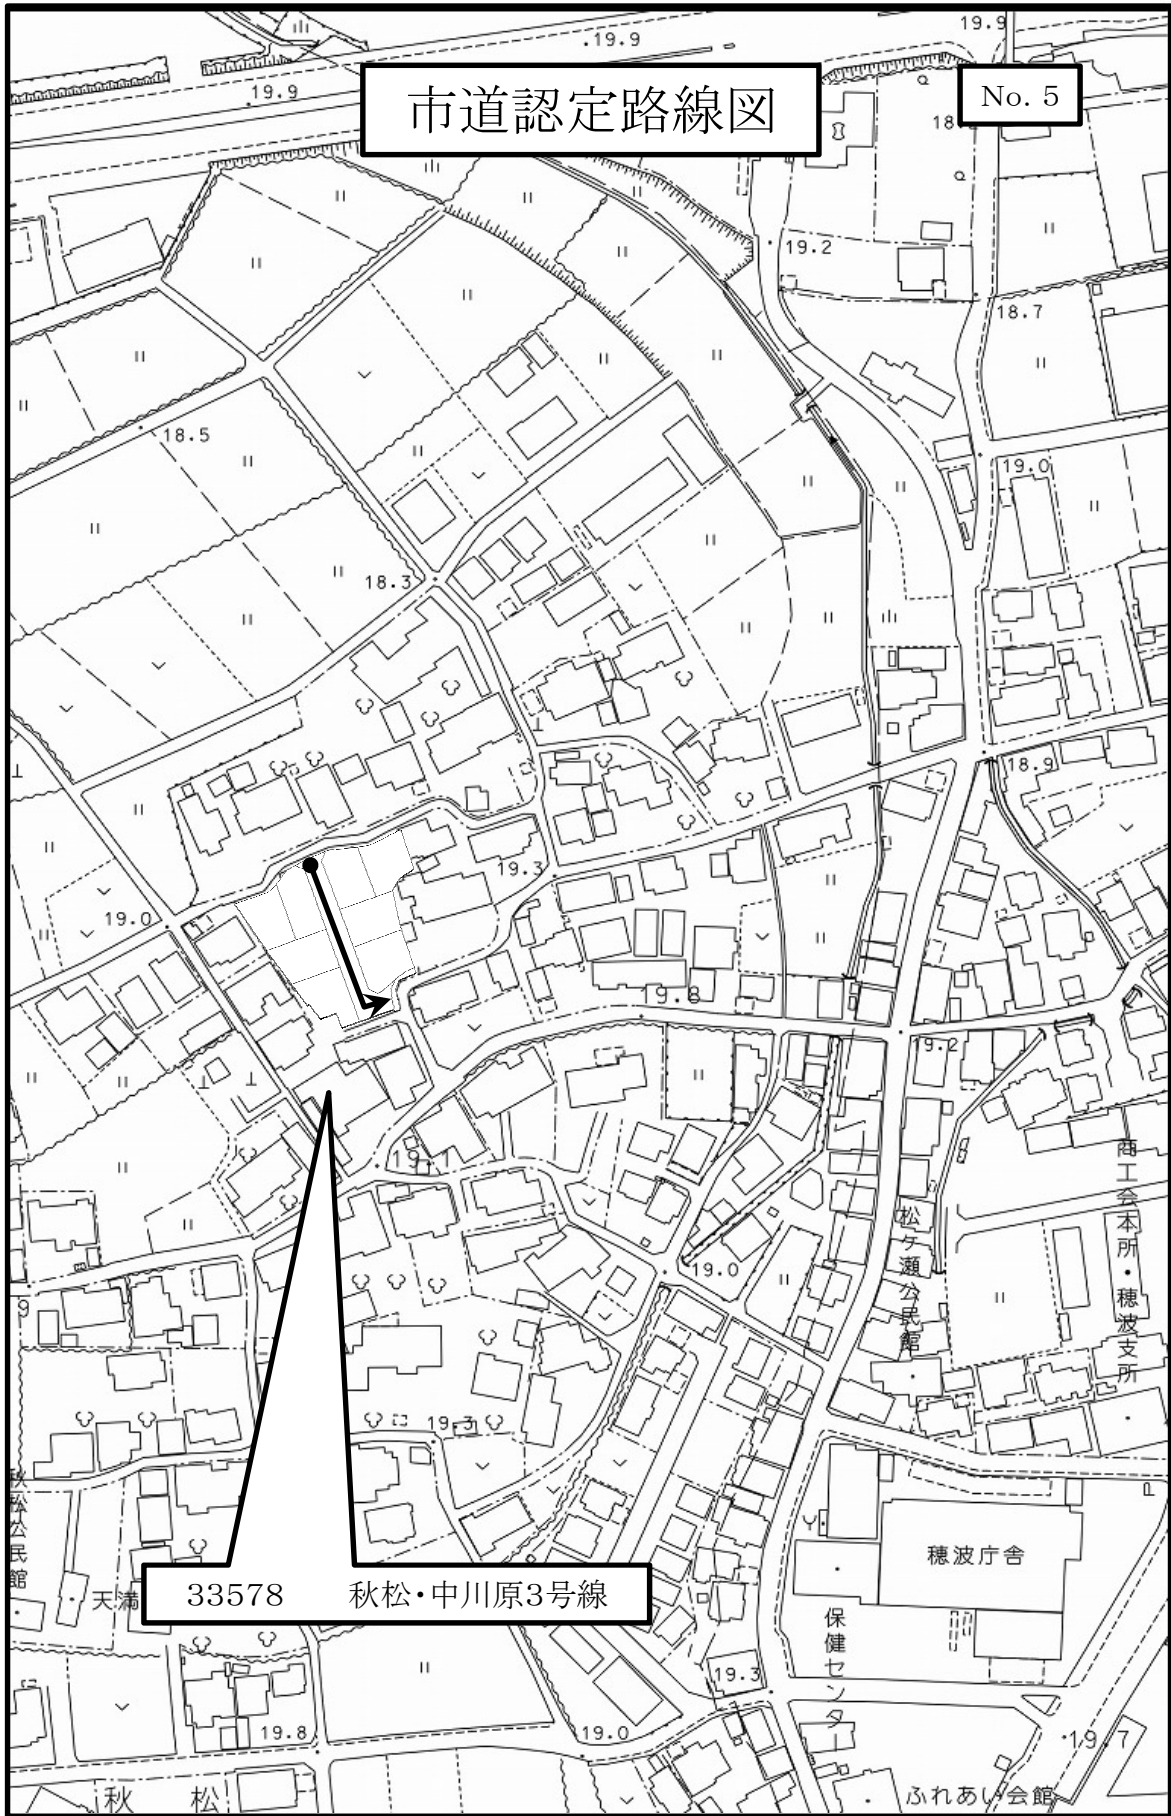 19.9
19.9
19.9
市道認定路線図
No. 5
19.2
18.7
18.5
19.0
18.3
18.9
19.3
19.0
19.8
19.2
商工会本所・穂波支所
松ヶ瀬公民館
19.0
19.3
秋松公民館
穂波庁舎
P
天満
33578 秋松・中川原3号線
保健センター
19.3
19.8
19.0
19.7
秋松
ふれあい会館